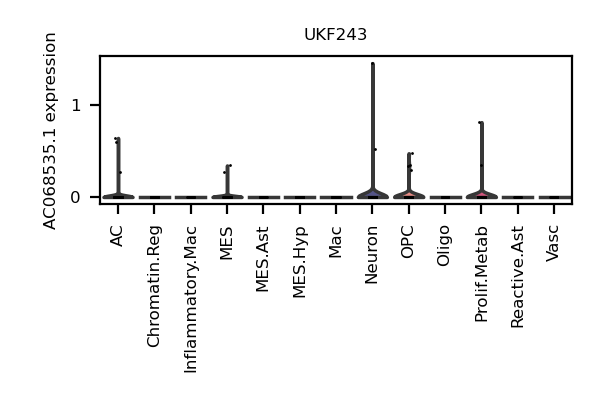 UKF243
AC068535.1 expression
1
0
AC
Chromatin.Reg
Inflammatory.Mac
MES
MES.Ast
MES.Hyp
Mac
Neuron
OPC
Oligo
Prolif.Metab
Reactive.Ast
Vasc